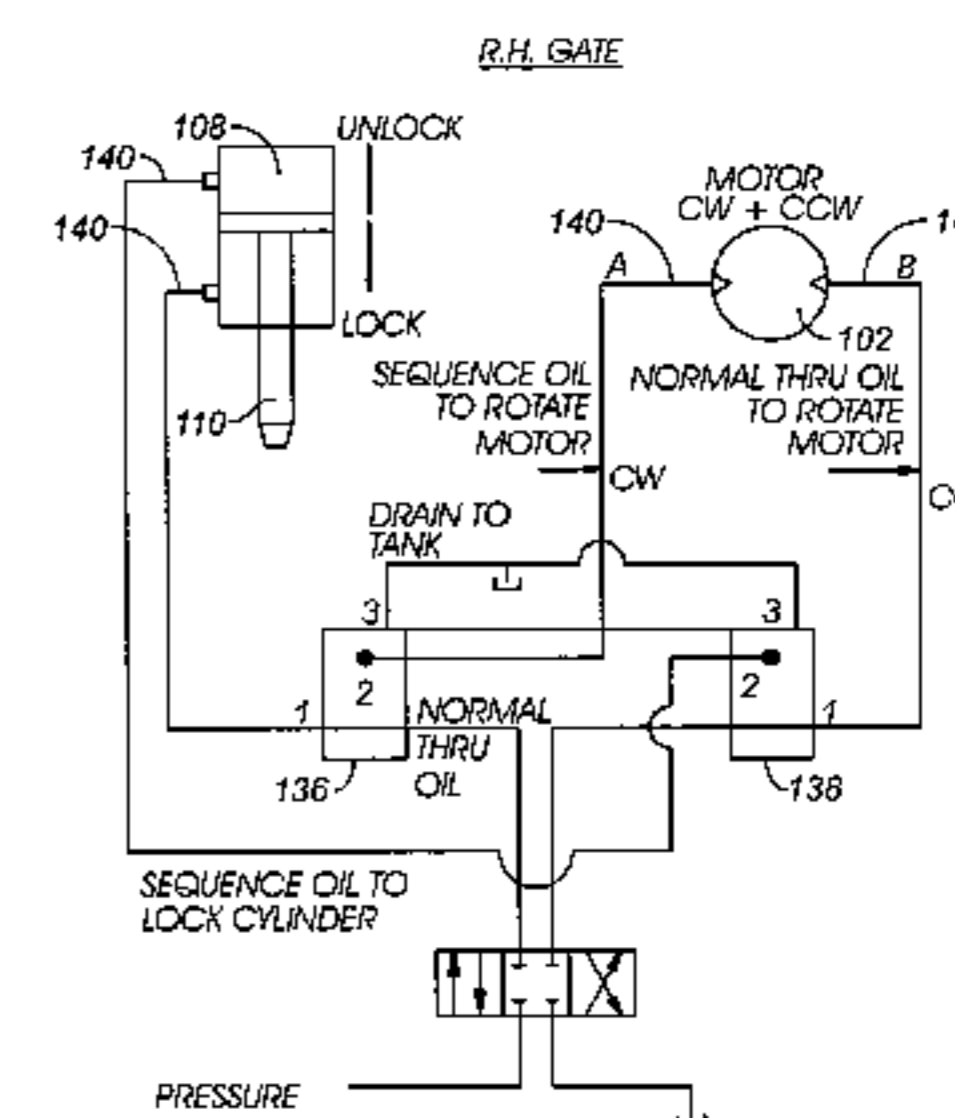 R.H. GATE
108
UNLOCK
140
140
LOCK
110
MOTOR
CW + CCW
140
A
B
102
SEQUENCE OIL
TO ROTATE
MOTOR
CW
NORMAL THRU OIL
TO ROTATE
MOTOR
DRAIN TO
TANK
3
3
2
2
1
1
NORMAL
THRU
OIL
136
138
SEQUENCE OIL TO
LOCK CYLINDER
PRESSURE